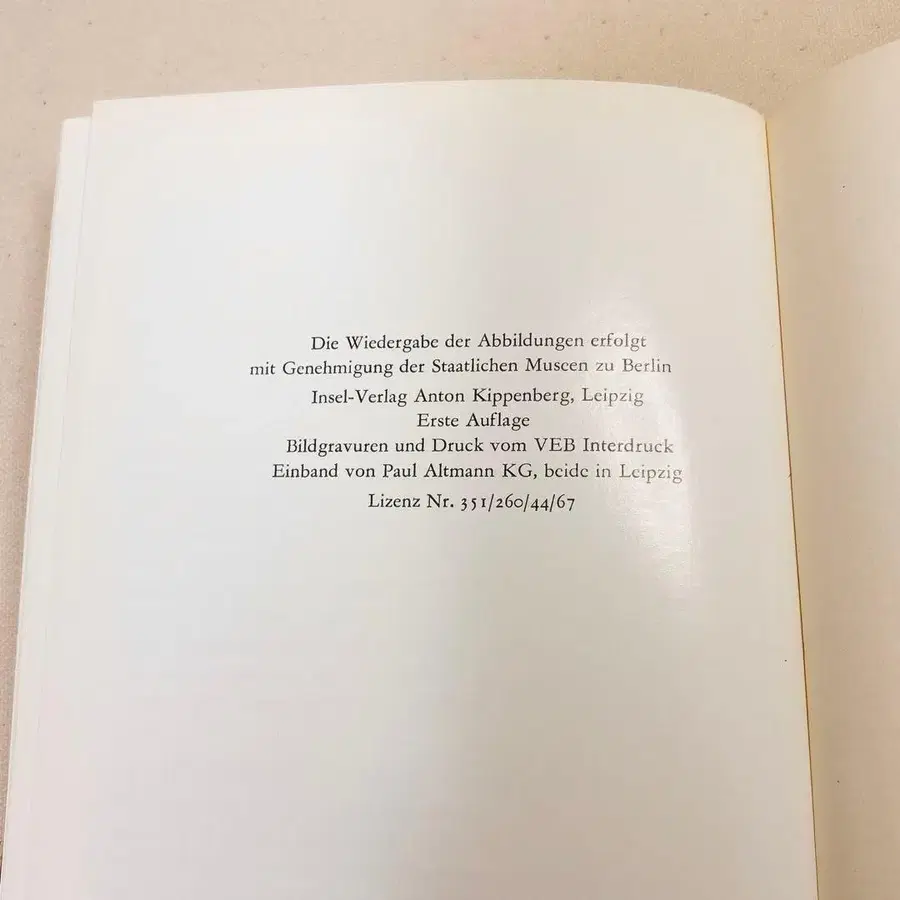 Die Wiedergabe der Abbildungen erfolgt
mit Genehmigung der Staatlichen Museen zu Berlin
Insel-Verlag Anton Kippenberg, Leipzig
Erste Auflage
Bildgravuren und Druck vom VEB Interdruck
Einband von Paul Altmann KG, beide in Leipzig
Lizenz Nr. 351/260/44/67